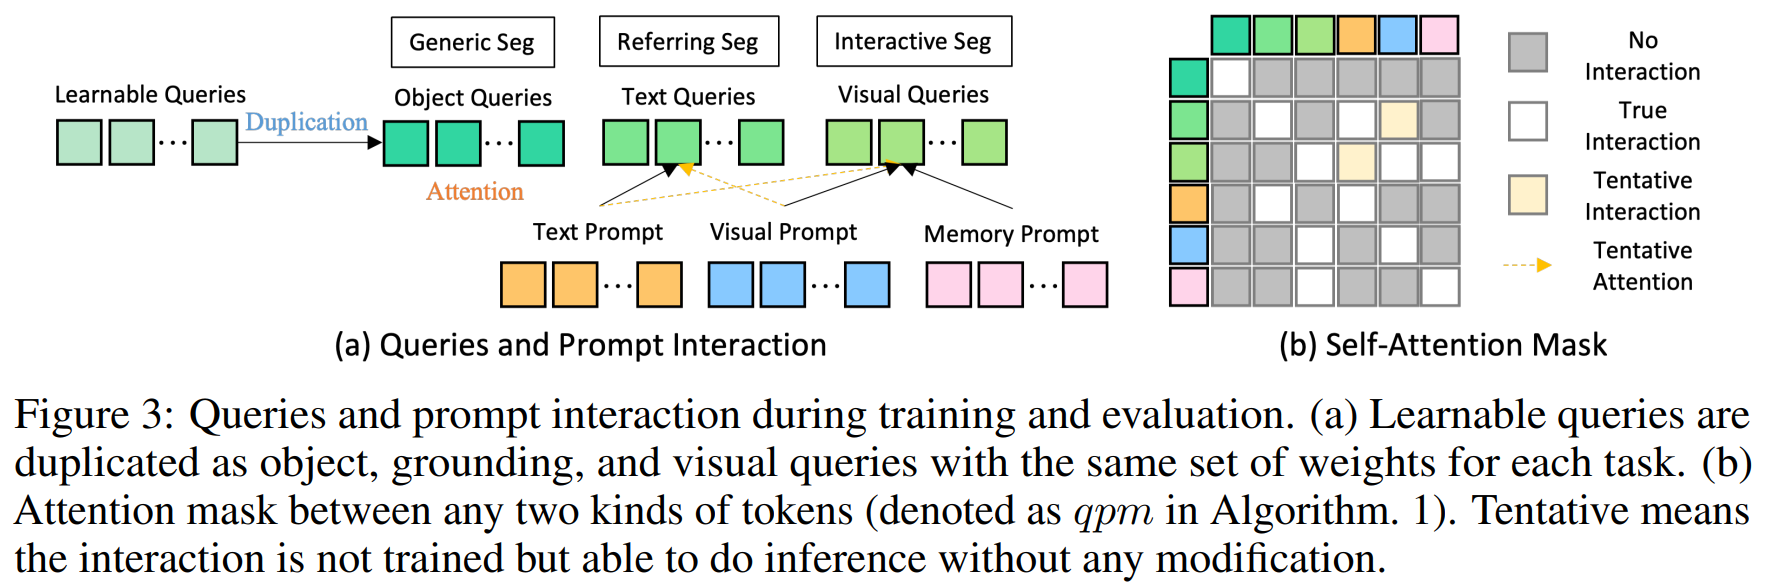 Generic Seg
Referring Seg
Interactive Seg
Learnable Queries
Object Queries
Text Queries
Visual Queries
Duplication
Attention
Text Prompt
Visual Prompt
Memory Prompt
(a) Queries and Prompt Interaction
No
Interaction
True
Interaction
Tentative
Interaction
Tentative
Attention
(b) Self-Attention Mask
Figure 3: Queries and prompt interaction during training and evaluation. (a) Learnable queries are
duplicated as object, grounding, and visual queries with the same set of weights for each task. (b)
Attention mask between any two kinds of tokens (denoted as qpm in Algorithm. 1). Tentative means
the interaction is not trained but able to do inference without any modification.